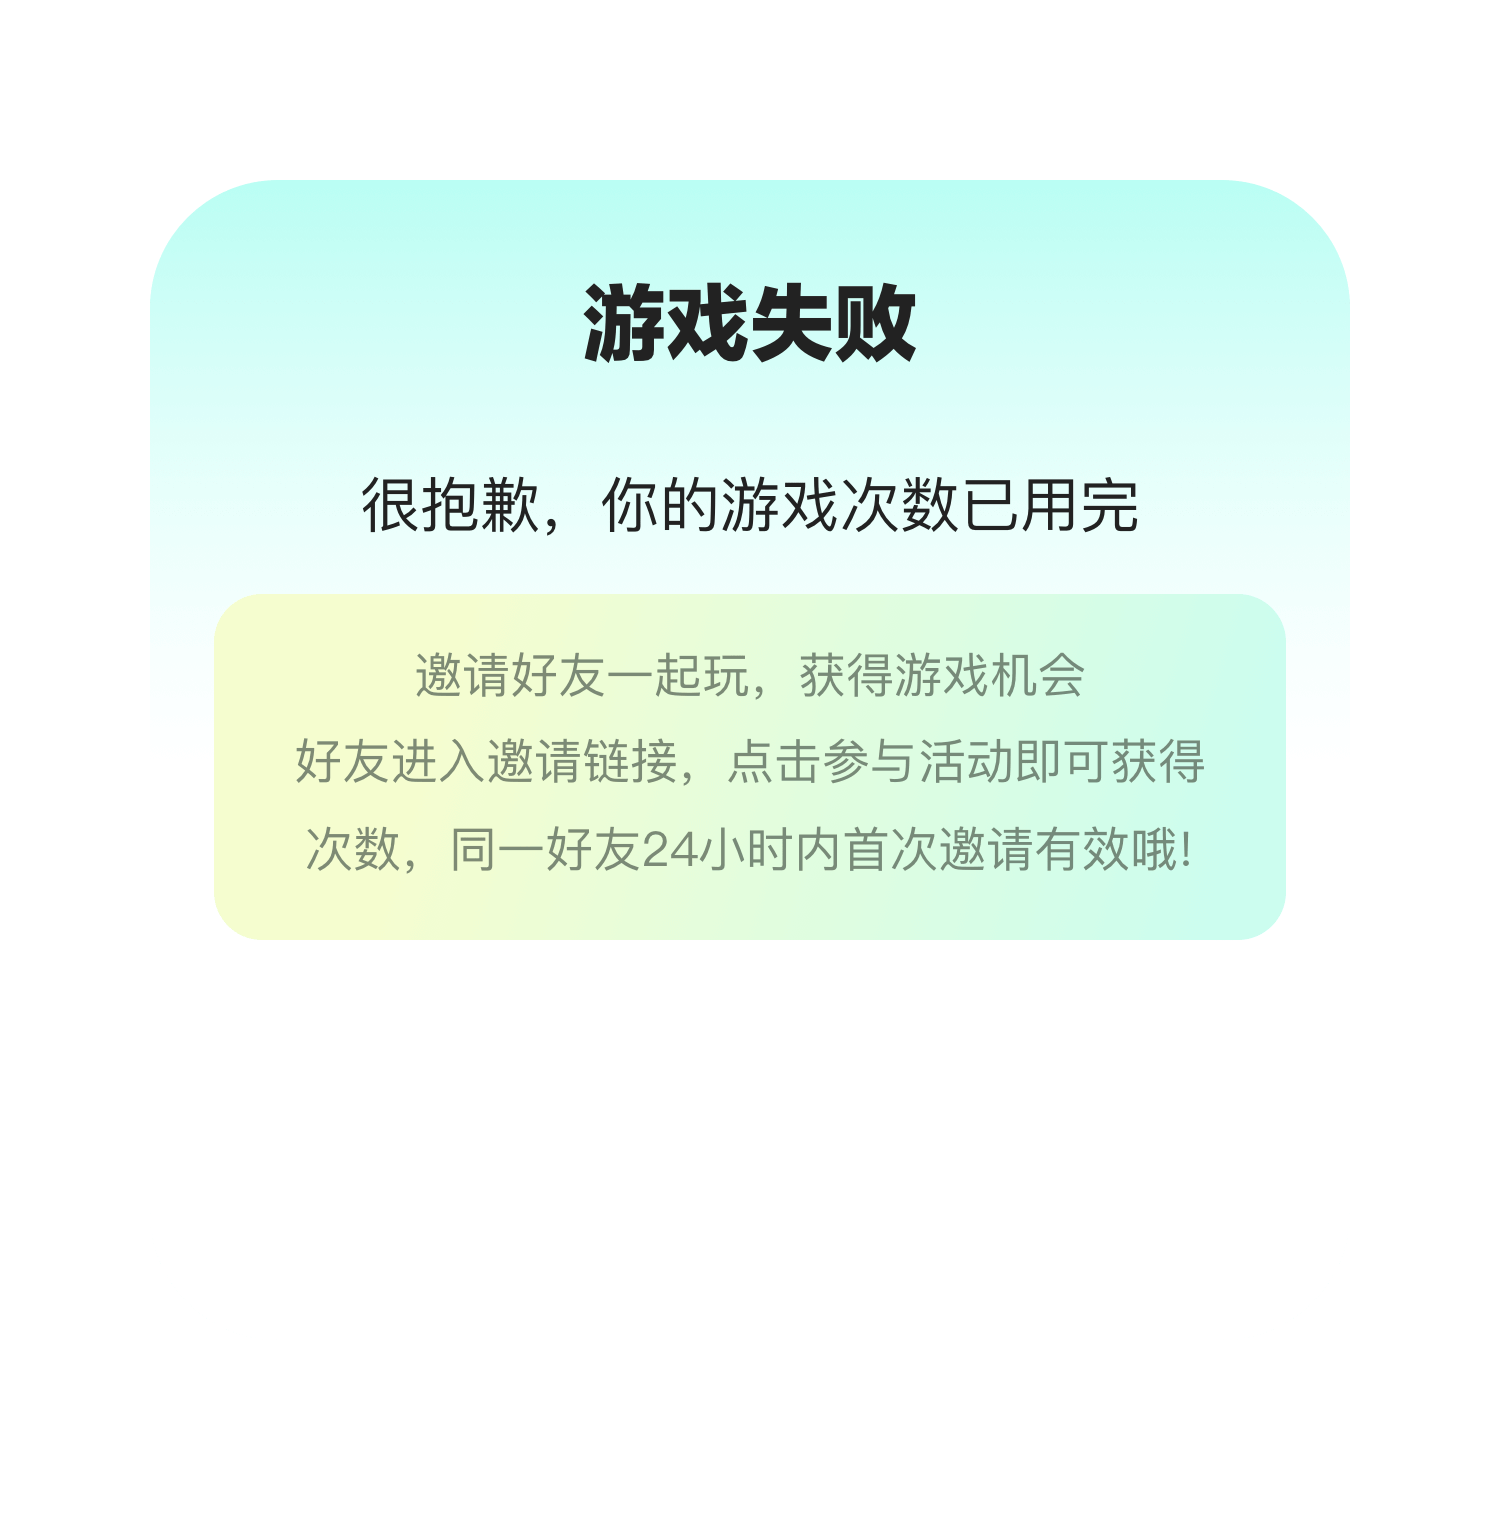 游戏失败
很抱歉，你的游戏次数已用完
邀请好友一起玩，获得游戏机会
好友进入邀请链接，点击参与活动即可获得
次数，同一好友24小时内首次邀请有效哦!